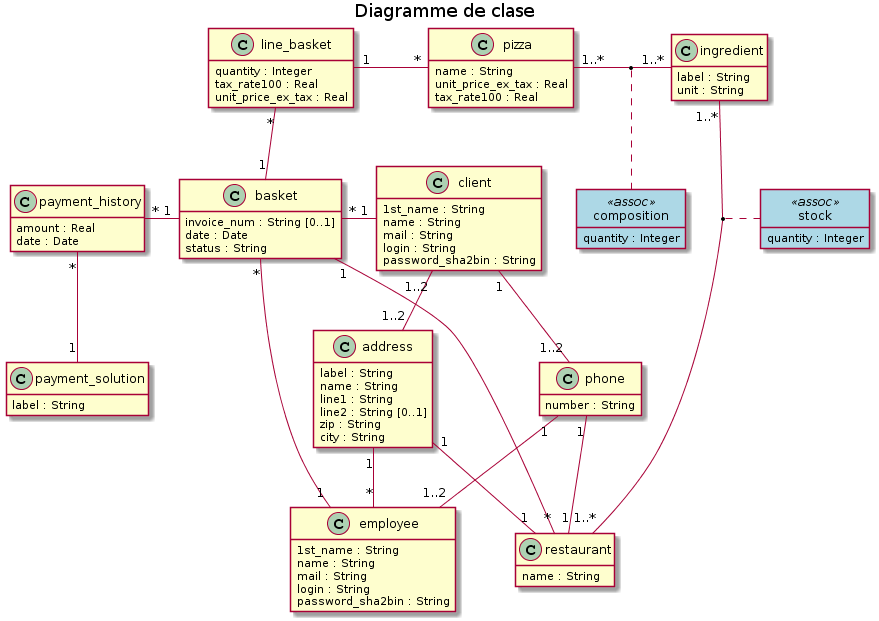 Diagramme de clase
C line_basket
quantity : Integer
tax_rate100 : Real
unit_price_ex_tax : Real
1
*
C pizza
name : String
unit_price_ex_tax : Real
tax_rate100 : Real
1..*
1..*
C ingredient
label : String
unit : String
1..*
*
1
C payment_history
amount : Real
date : Date
* 1
C basket
invoice_num : String [0..1]
date : Date
status : String
* 1
C client
1st_name : String
name : String
mail : String
login : String
password_sha2bin : String
«assoc»
composition
quantity : Integer
«assoc»
stock
quantity : Integer
*
*
1
1..2
1
1..2
1
1..2
C payment_solution
label : String
C address
label : String
name : String
line1 : String
line2 : String [0..1]
zip : String
city : String
C phone
number : String
1
1
1
1
*
1
1..2
1
*
1
1..*
C employee
1st_name : String
name : String
mail : String
login : String
password_sha2bin : String
C restaurant
name : String